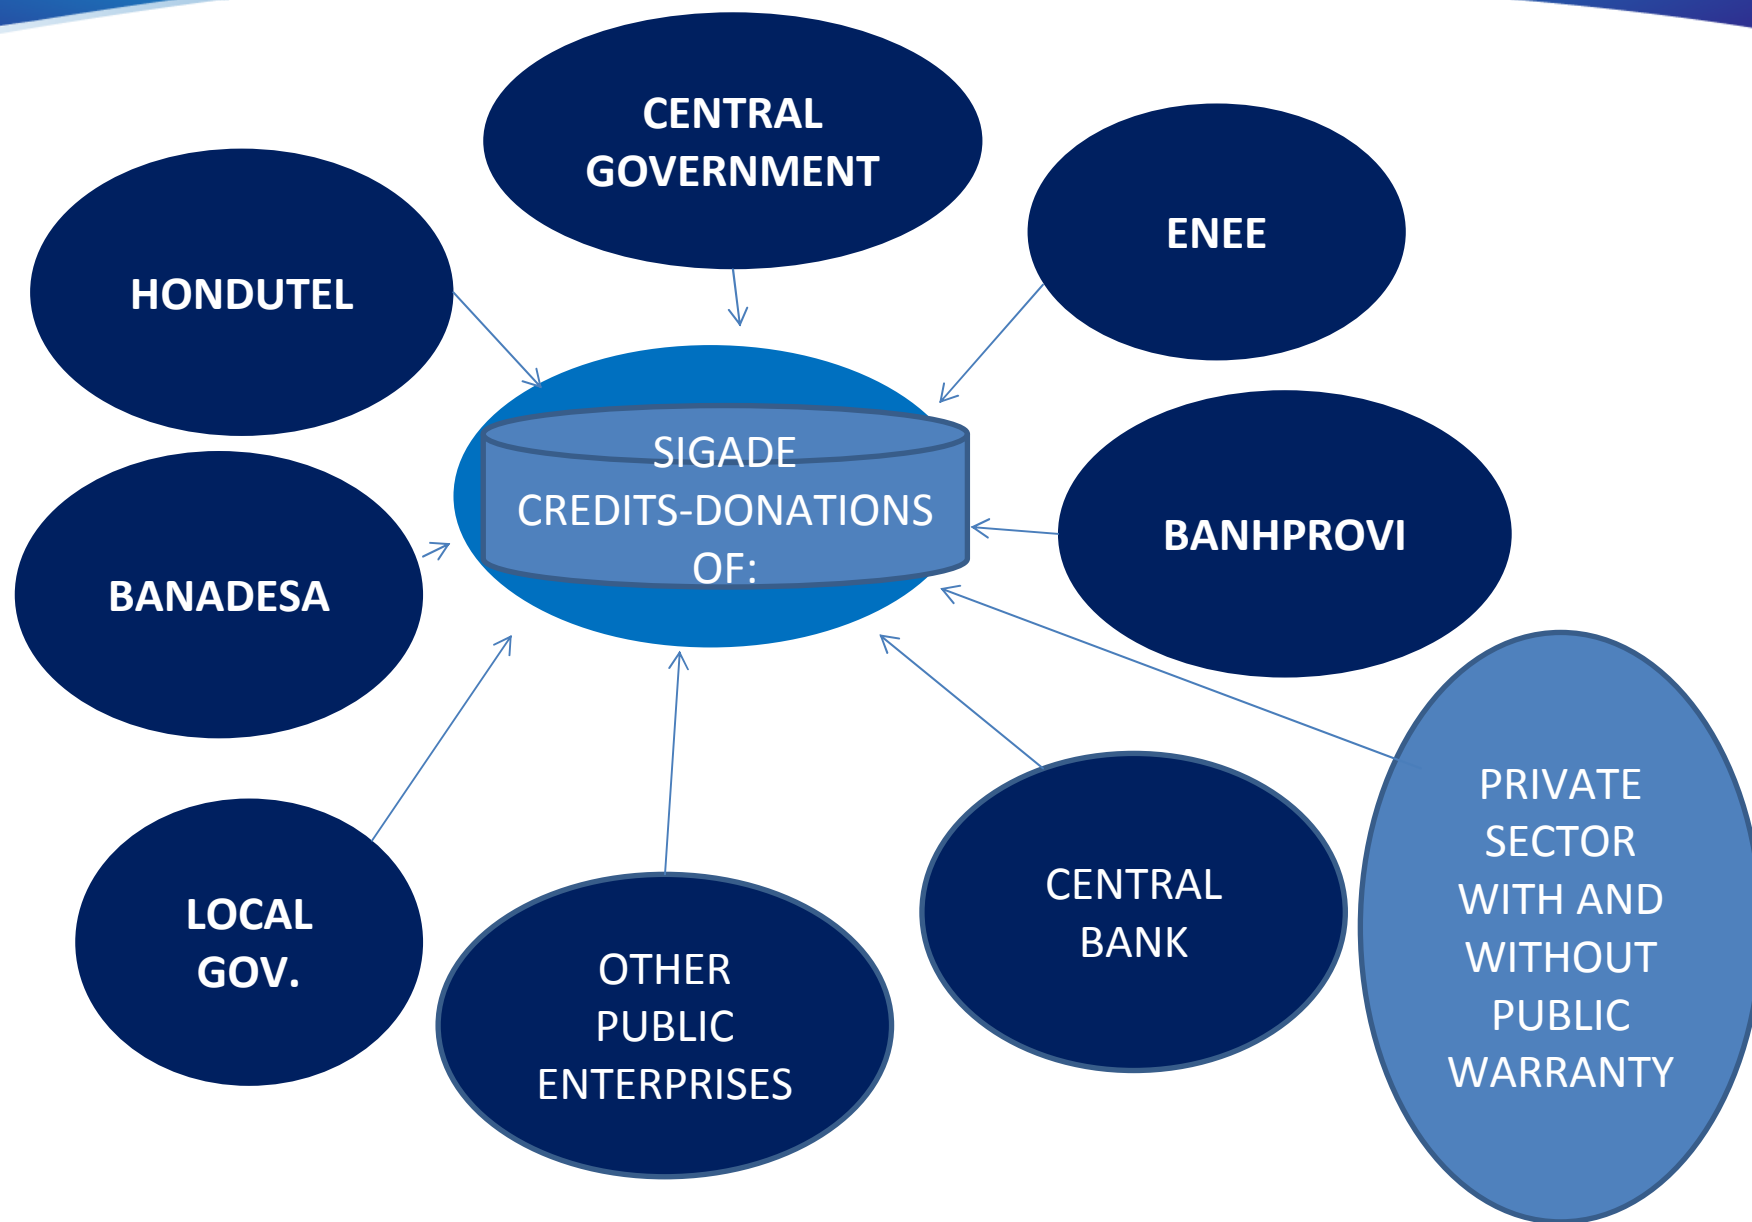 CENTRAL
GOVERNMENT
ENEE
HONDUTEL
SIGADE
CREDITS-DONATIONS
OF:
BANHPROVI
BANADESA
PRIVATE
SECTOR
WITH AND
WITHOUT
PUBLIC
WARRANTY
CENTRAL
BANK
LOCAL
GOV.
OTHER
PUBLIC
ENTERPRISES